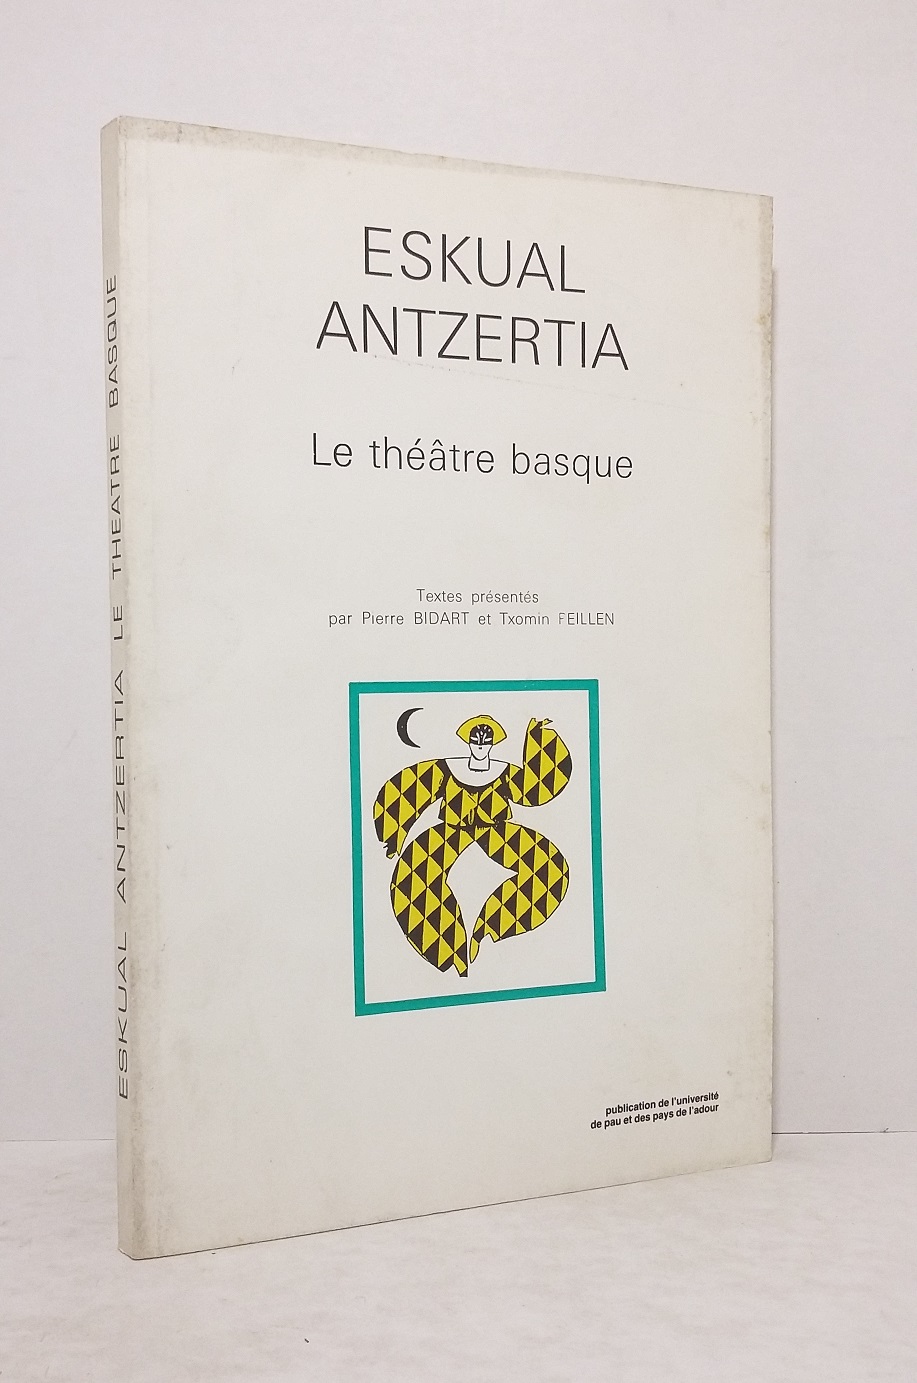 ESKUAL ANTZERTIA LE THEATRE BASQUE
ESKUAL
ANTZERTIA
Le théâtre basque
Textes présentés
par Pierre BIDART et Txomin FEILLEN
publication de l'université
de pau et des pays de l'adour